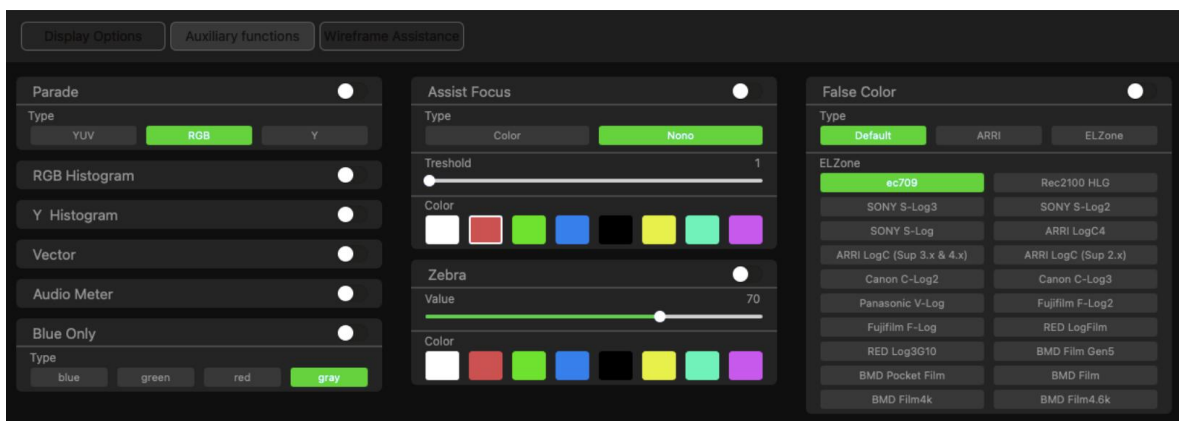 Display Options
Auxiliary functions
Wireframe Assistance
Parade
Type
YUV RGB Y
RGB Histogram
Y Histogram
Vector
Audio Meter
Blue Only
Type
blue green red gray
Assist Focus
Type
Color Nono
Treshold 1
Color
Zebra
Value 70
Color
False Color
Type
Default ARRI ELZone
ELZone
ec709 Rec2100 HLG
SONY S-Log3 SONY S-Log2
SONY S-Log ARRI LogC4
ARRI LogC (Sup 3.x & 4.x) ARRI LogC (Sup 2.x)
Canon C-Log2 Canon C-Log3
Panasonic V-Log Fujifilm F-Log2
Fujifilm F-Log RED LogFilm
RED Log3G10 BMD Film Gen5
BMD Pocket Film BMD Film
BMD Film4k BMD Film4.6k